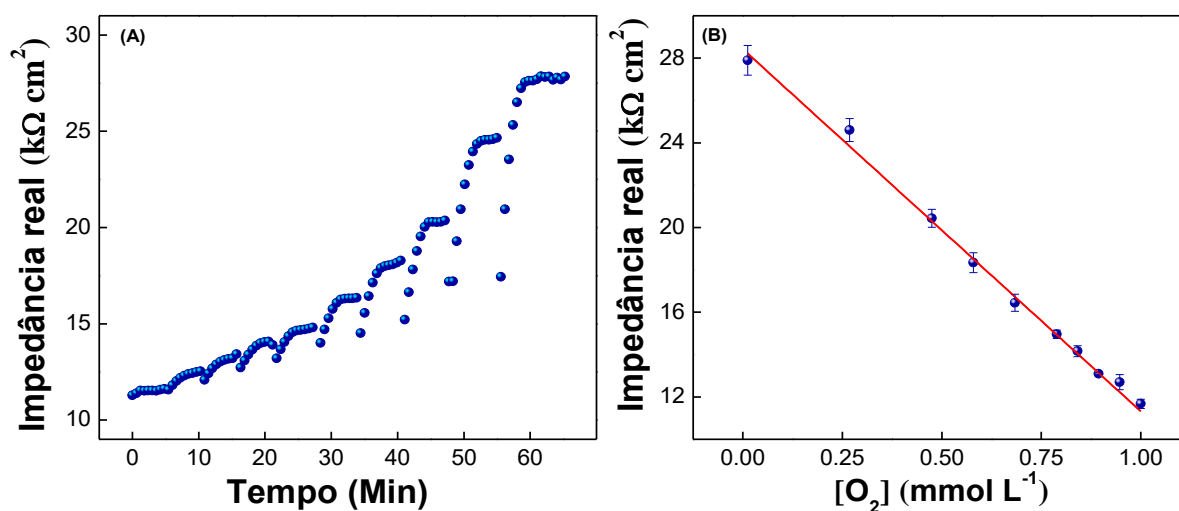 (A)
Impedância real (kΩ cm²)
30
25
20
15
10
0 10 20 30 40 50 60
Tempo (Min)
(B)
Impedância real (kΩ cm²)
28
24
20
16
12
0.00 0.25 0.50 0.75 1.00
[O₂] (mmol L⁻¹)